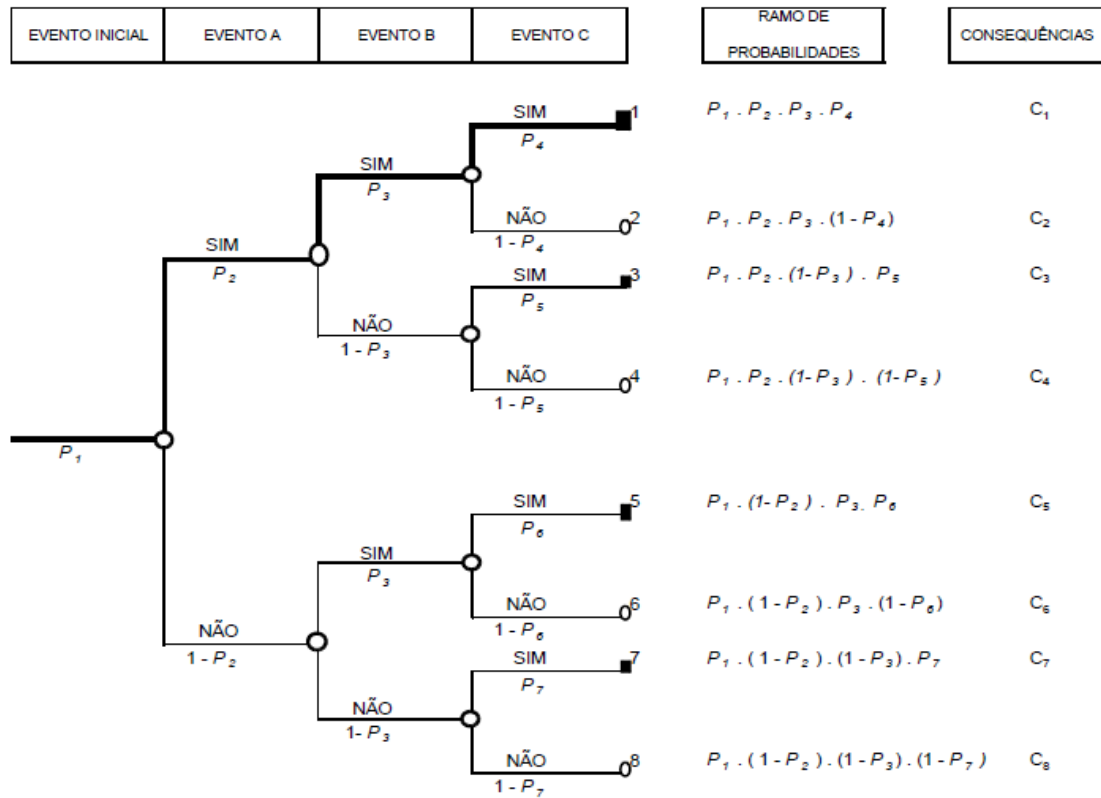 EVENTO INICIAL EVENTO A EVENTO B EVENTO C RAMO DE PROBABILIDADES CONSEQUÊNCIAS
SIM 1 P₁ . P₂ . P₃ . P₄ C₁
P₄
SIM
P₃
NÃO 2 P₁ . P₂ . P₃ . (1 - P₄) C₂
1 - P₄
SIM
P₂
SIM 3 P₁ . P₂ . (1- P₃ ) . P₅ C₃
P₅
NÃO
1 - P₃
NÃO 4 P₁ . P₂ . (1- P₃ ) . (1- P₅ ) C₄
1 - P₅
P₁
SIM 5 P₁ . (1- P₂ ) . P₃ . P₆ C₅
P₆
SIM
P₃
NÃO 6 P₁ . ( 1 - P₂ ) . P₃ . (1 - P₆) C₆
1 - P₆
NÃO
1 - P₂
SIM 7 P₁ . ( 1 - P₂ ) . (1 - P₃) . P₇ C₇
P₇
NÃO
1- P₃
NÃO 8 P₁ . ( 1 - P₂ ) . (1 - P₃) . (1 - P₇ ) C₈
1 - P₇